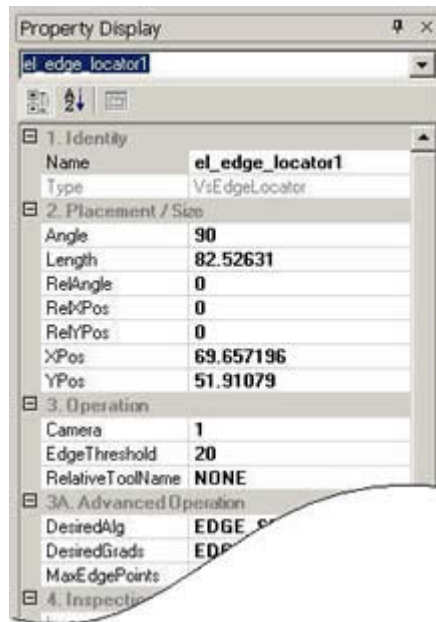 Property Display
el_edge_locator1
1. Identity
Name el_edge_locator1
Type VsEdgeLocator
2. Placement / Size
Angle 90
Length 82.52631
RelAngle 0
RelXPos 0
RelYPos 0
XPos 69.657196
YPos 51.91079
3. Operation
Camera 1
EdgeThreshold 20
RelativeToolName NONE
3A. Advanced Operation
DesiredAlg EDGE
DesiredGrads
MaxEdgePoints
4.